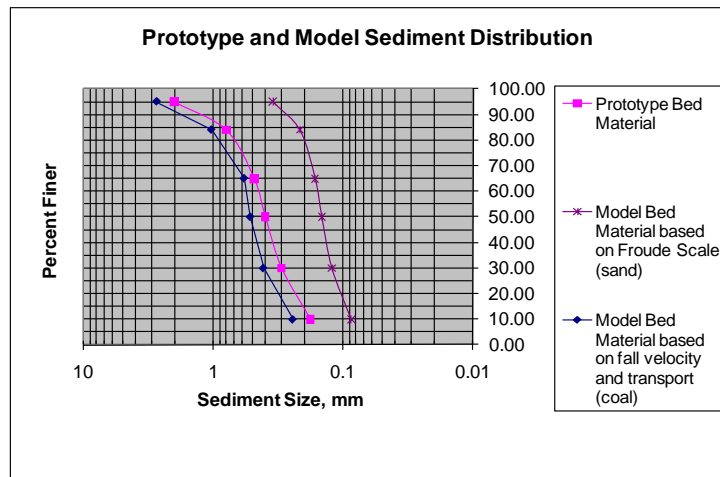 Prototype and Model Sediment Distribution
100.00
90.00
80.00
70.00
60.00
50.00
40.00
30.00
20.00
10.00
0.00
Percent Finer
10
1
0.1
0.01
Sediment Size, mm
Prototype Bed
Material
Model Bed
Material based
on Froude Scale
(sand)
Model Bed
Material based
on fall velocity
and transport
(coal)